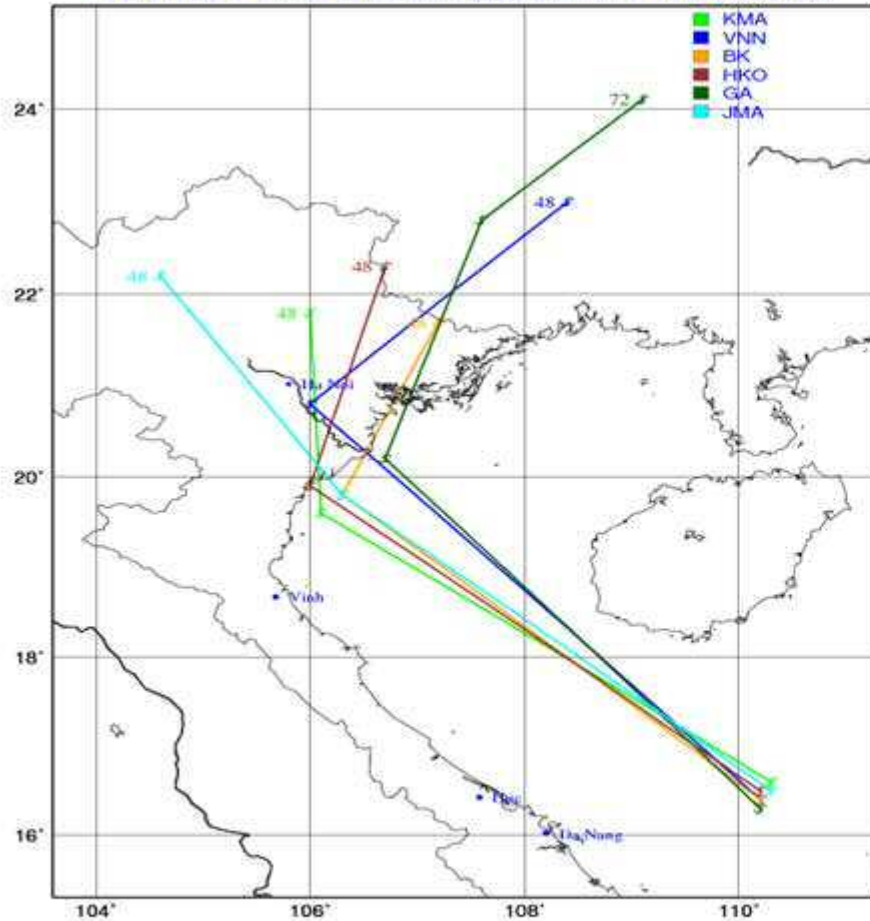 KMA
VNN
BK
HKO
GA
JMA
72
24°
48
48
48
48
22°
Ha Noi
20°
Vinh
18°
Hue
Da Nang
16°
104°
106°
108°
110°